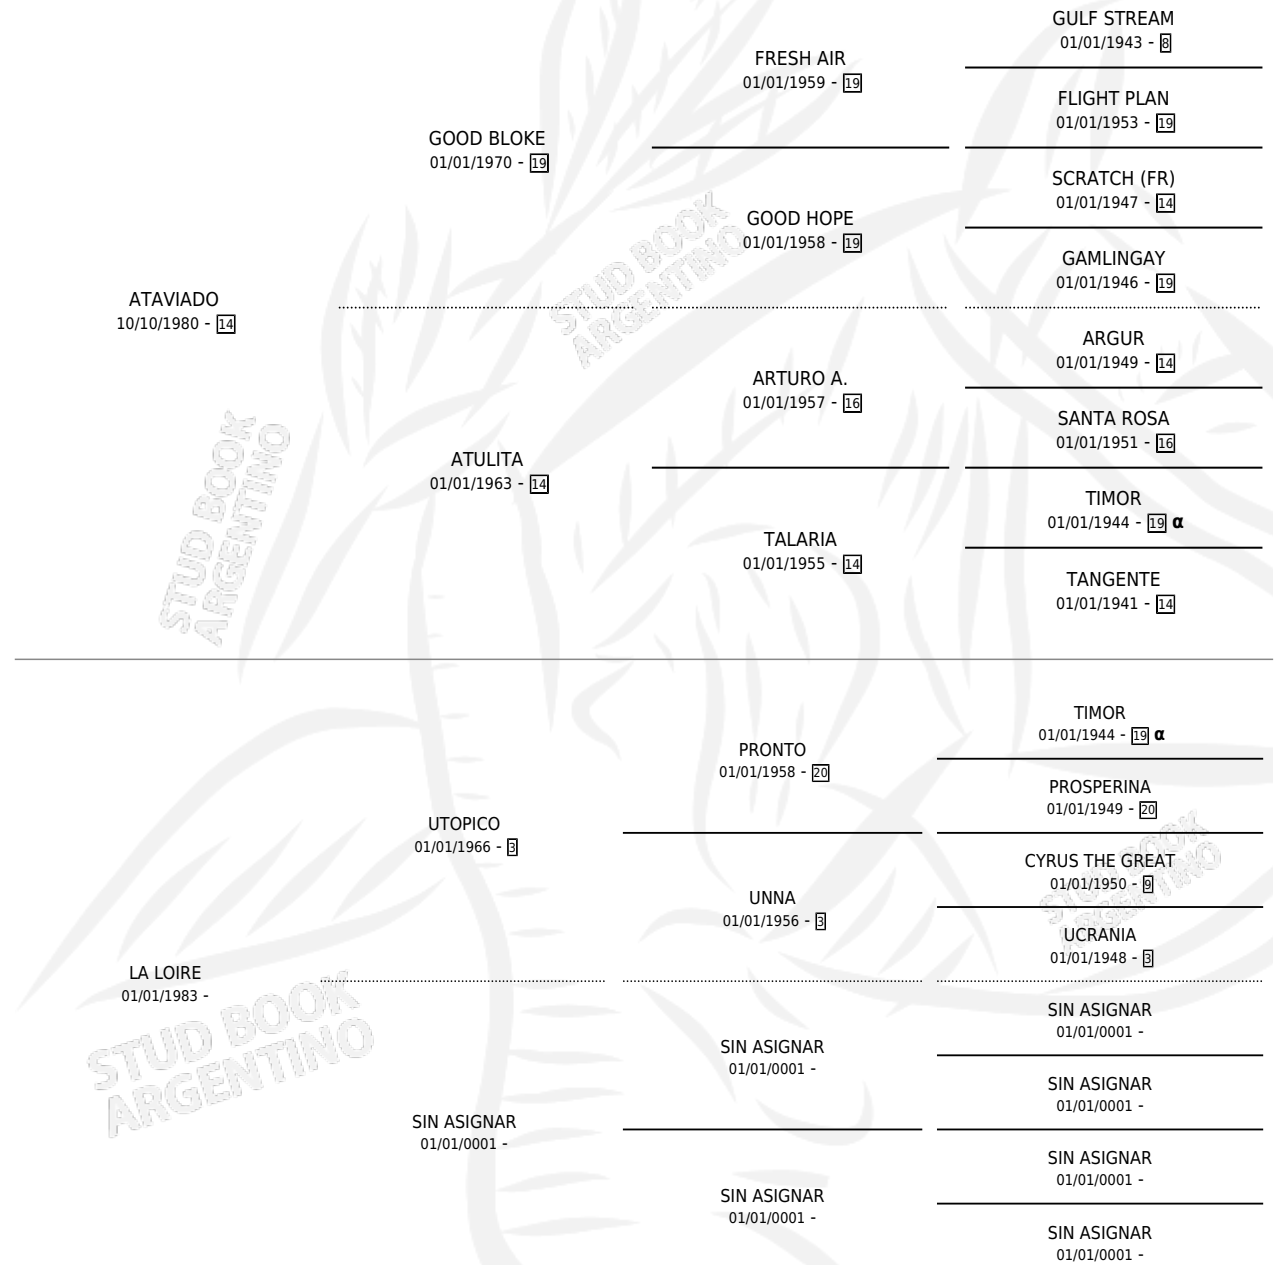 GULF STREAM
01/01/1943 - 8
FRESH AIR
01/01/1959 - 19
FLIGHT PLAN
01/01/1953 - 19
GOOD BLOKE
01/01/1970 - 19
SCRATCH (FR)
01/01/1947 - 14
GOOD HOPE
01/01/1958 - 19
GAMLINGAY
01/01/1946 - 19
ATAVIADO
10/10/1980 - 14
ARGUR
01/01/1949 - 14
ARTURO A.
01/01/1957 - 16
SANTA ROSA
01/01/1951 - 16
ATULITA
01/01/1963 - 14
TIMOR
01/01/1944 - 19 α
TALARIA
01/01/1955 - 14
TANGENTE
01/01/1941 - 14
TIMOR
01/01/1944 - 19 α
PRONTO
01/01/1958 - 20
PROSPERINA
01/01/1949 - 20
UTOPICO
01/01/1966 - 3
CYRUS THE GREAT
01/01/1950 - 9
UNNA
01/01/1956 - 3
UCRANIA
01/01/1948 - 3
LA LOIRE
01/01/1983 -
SIN ASIGNAR
01/01/0001 -
SIN ASIGNAR
01/01/0001 -
SIN ASIGNAR
01/01/0001 -
SIN ASIGNAR
01/01/0001 -
SIN ASIGNAR
01/01/0001 -
SIN ASIGNAR
01/01/0001 -
SIN ASIGNAR
01/01/0001 -
STUD BOOK
ARGENTINO
STUD BOOK
ARGENTINO
STUD BOOK
ARGENTINO
STUD BOOK
ARGENTINO